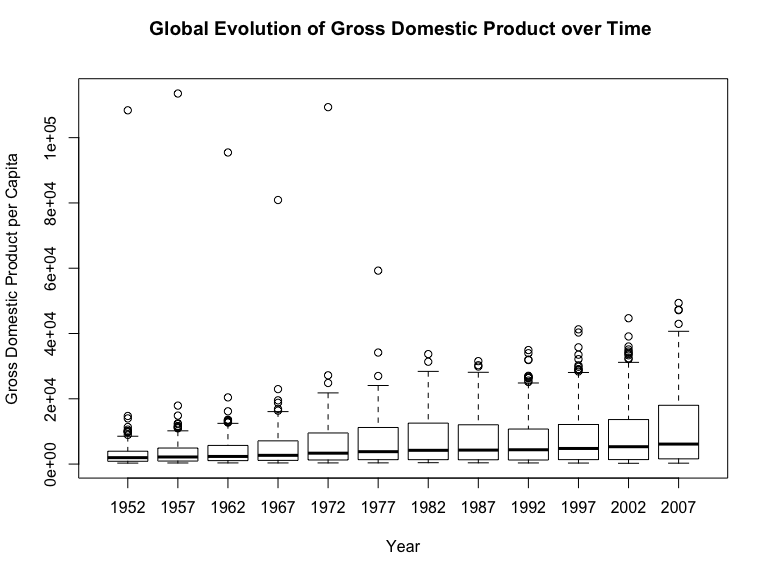 Global Evolution of Gross Domestic Product over Time
Gross Domestic Product per Capita
1e+05
8e+04
6e+04
4e+04
2e+04
0e+00
1952 1957 1962 1967 1972 1977 1982 1987 1992 1997 2002 2007
Year